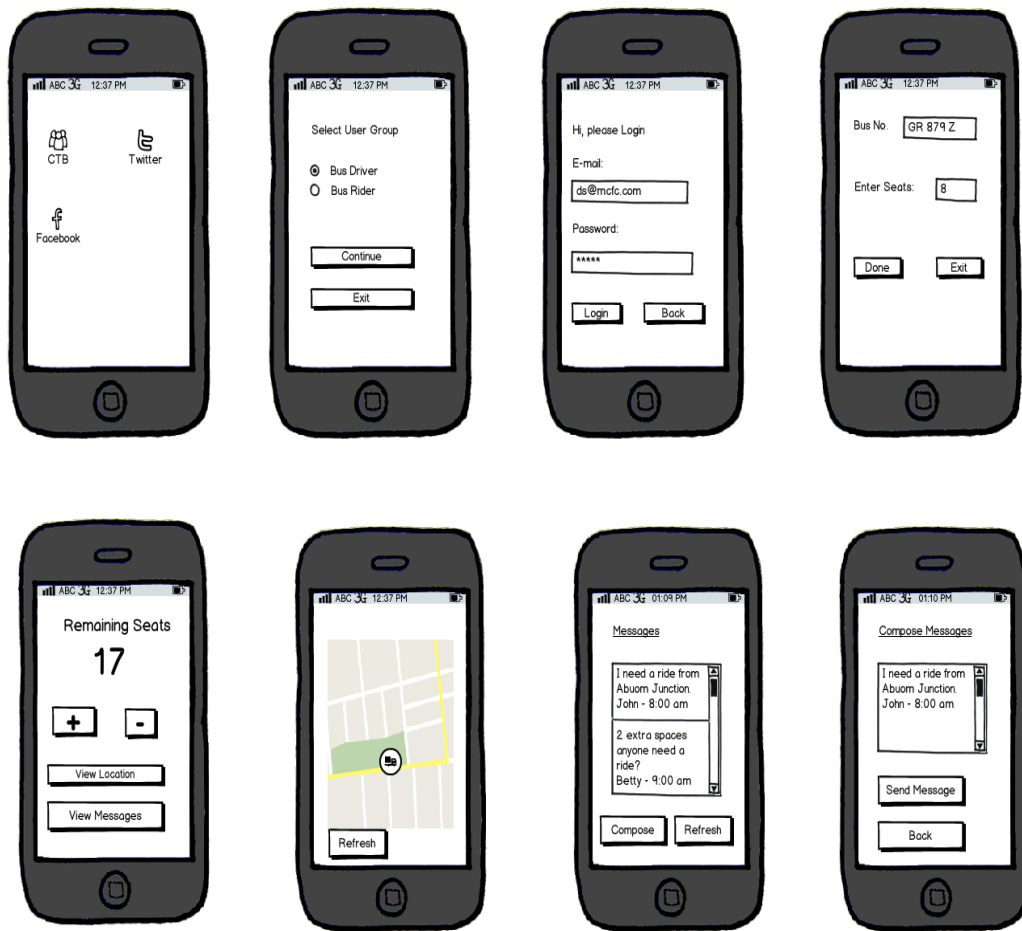 ABC 3G 12:37 PM
CTB
Twitter
Facebook
ABC 3G 12:37 PM
Select User Group
Bus Driver
Bus Rider
Continue
Exit
ABC 3G 12:37 PM
Hi, please Login
E-mail:
ds@mcfc.com
Password:
*****
Login Back
ABC 3G 12:37 PM
Bus No. GR 879 Z
Enter Seats: 8
Done Exit
ABC 3G 12:37 PM
Remaining Seats
17
+ -
View Location
View Messages
ABC 3G 12:37 PM
Refresh
ABC 3G 01:09 PM
Messages
I need a ride from
Abuom Junction.
John - 8:00 am
2 extra spaces
anyone need a
ride?
Betty - 9:00 am
Compose Refresh
ABC 3G 01:10 PM
Compose Messages
I need a ride from
Abuom Junction.
John - 8:00 am
Send Message
Back